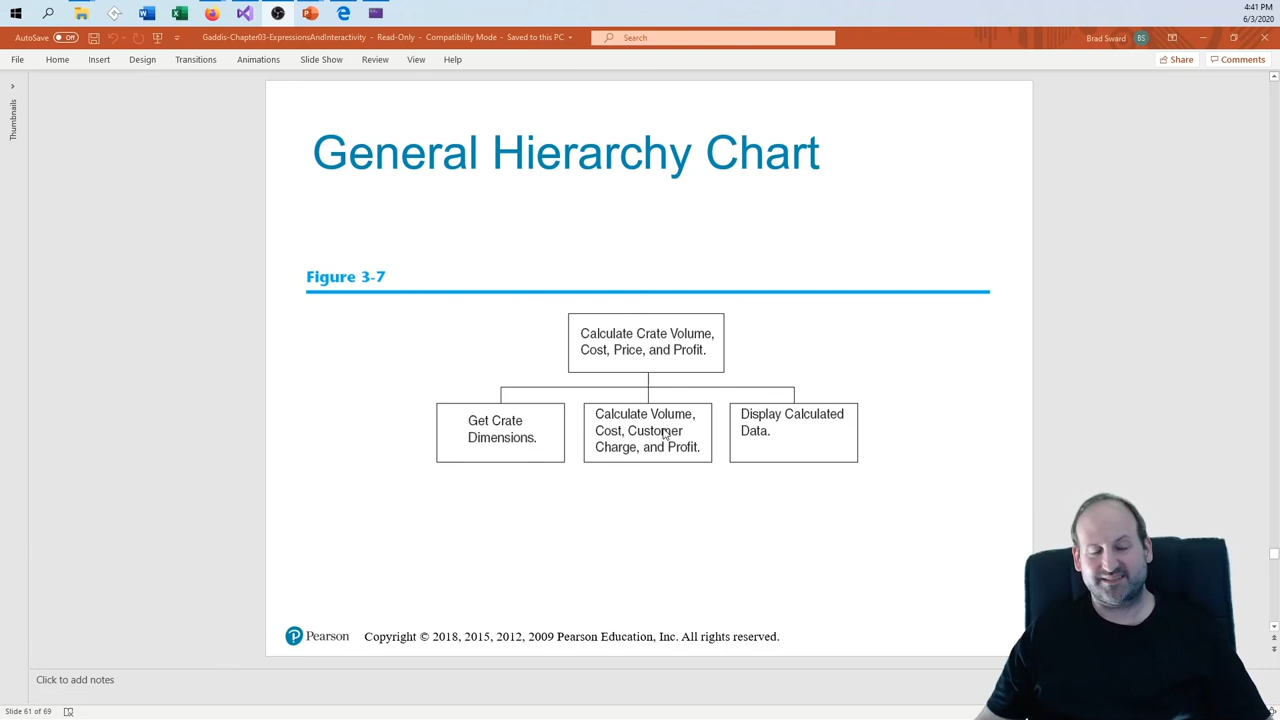 4:41 PM
6/3/2020
AutoSave Off
Gaddis-Chapter03-ExpressionsAndInteractivity - Read-Only - Compatibility Mode - Saved to this PC
Search
Brad Sward BS
File Home Insert Design Transitions Animations Slide Show Review View Help
Share Comments
Thumbnails
General Hierarchy Chart
Figure 3-7
Calculate Crate Volume,
Cost, Price, and Profit.
Get Crate
Dimensions.
Calculate Volume,
Cost, Customer
Charge, and Profit.
Display Calculated
Data.
Pearson Copyright © 2018, 2015, 2012, 2009 Pearson Education, Inc. All rights reserved.
Click to add notes
Slide 61 of 69